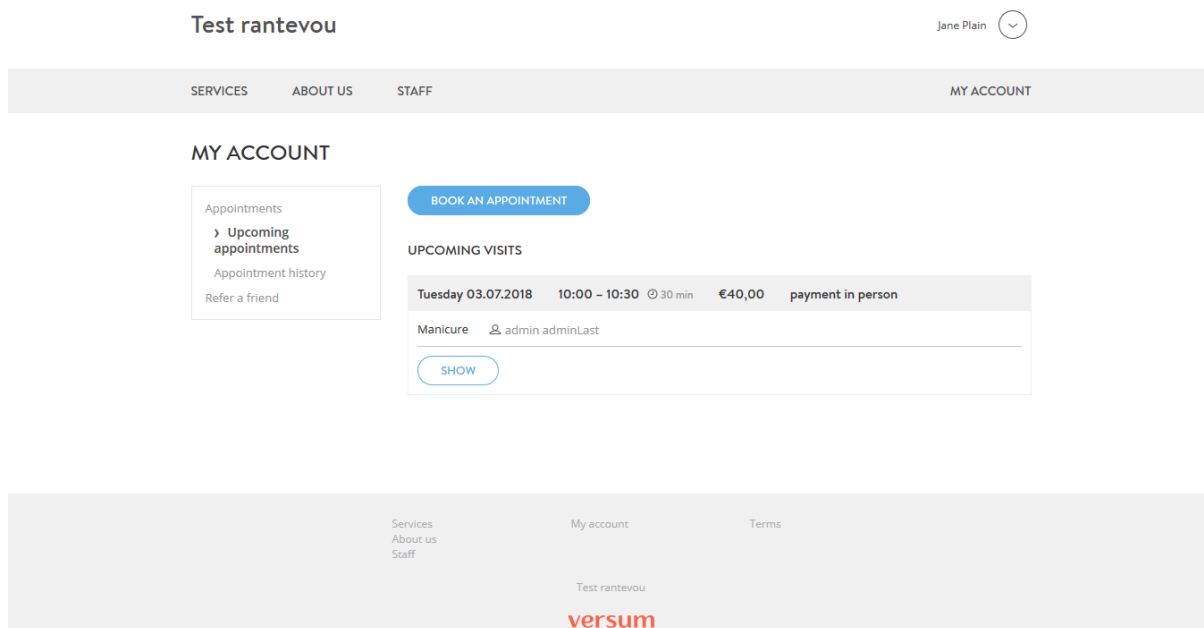 Test rantevou
Jane Plain
SERVICES ABOUT US STAFF MY ACCOUNT
MY ACCOUNT
Appointments
› Upcoming
appointments
Appointment history
Refer a friend
BOOK AN APPOINTMENT
UPCOMING VISITS
Tuesday 03.07.2018 10:00 – 10:30 30 min €40,00 payment in person
Manicure admin adminLast
SHOW
Services
About us
Staff
My account
Terms
Test rantevou
versum